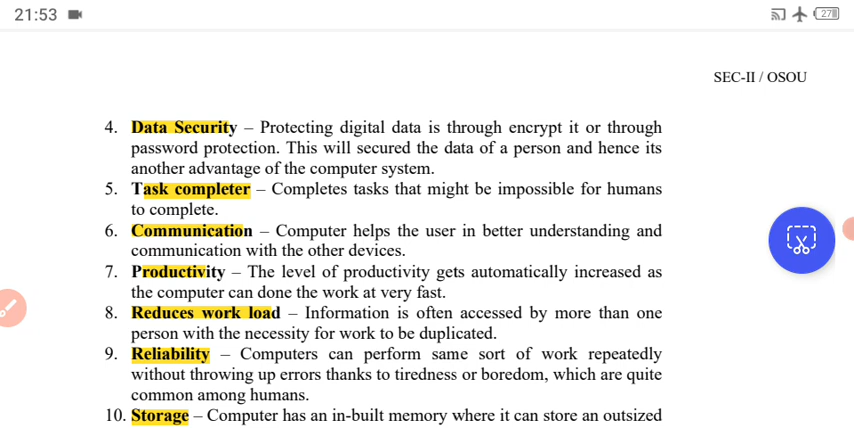 21:53
27
SEC-II / OSOU
4. Data Security – Protecting digital data is through encrypt it or through
password protection. This will secured the data of a person and hence its
another advantage of the computer system.
5. Task completer – Completes tasks that might be impossible for humans
to complete.
6. Communication – Computer helps the user in better understanding and
communication with the other devices.
7. Productivity – The level of productivity gets automatically increased as
the computer can done the work at very fast.
8. Reduces work load – Information is often accessed by more than one
person with the necessity for work to be duplicated.
9. Reliability – Computers can perform same sort of work repeatedly
without throwing up errors thanks to tiredness or boredom, which are quite
common among humans.
10. Storage – Computer has an in-built memory where it can store an outsized